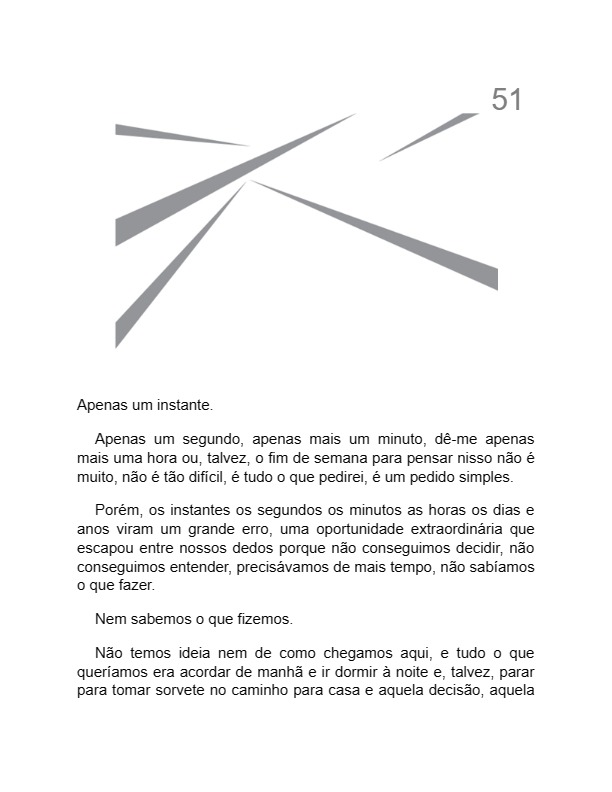 51
Apenas um instante.
Apenas um segundo, apenas mais um minuto, dê-me apenas
mais uma hora ou, talvez, o fim de semana para pensar nisso não é
muito, não é tão difícil, é tudo o que pedirei, é um pedido simples.
Porém, os instantes os segundos os minutos as horas os dias e
anos viram um grande erro, uma oportunidade extraordinária que
escapou entre nossos dedos porque não conseguimos decidir, não
conseguimos entender, precisávamos de mais tempo, não sabíamos
o que fazer.
Nem sabemos o que fizemos.
Não temos ideia nem de como chegamos aqui, e tudo o que
queríamos era acordar de manhã e ir dormir à noite e, talvez, parar
para tomar sorvete no caminho para casa e aquela decisão, aquela